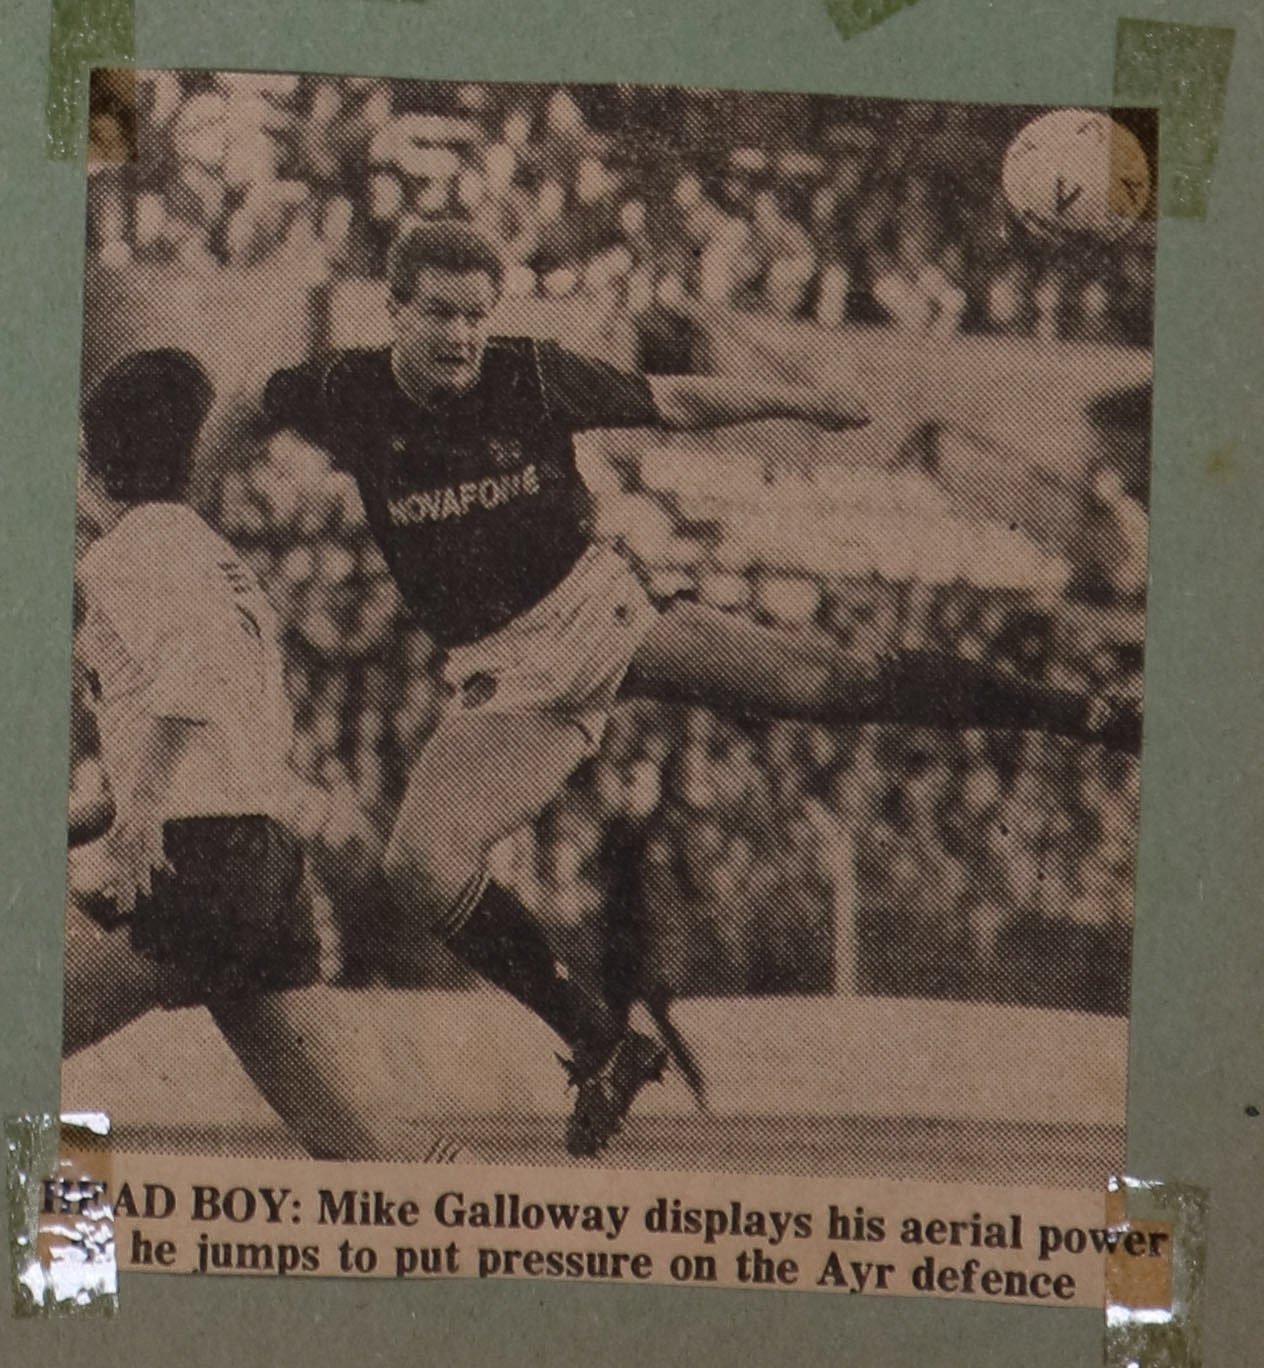 NOVAFONE
HEAD BOY: Mike Galloway displays his aerial power
he jumps to put pressure on the Ayr defence